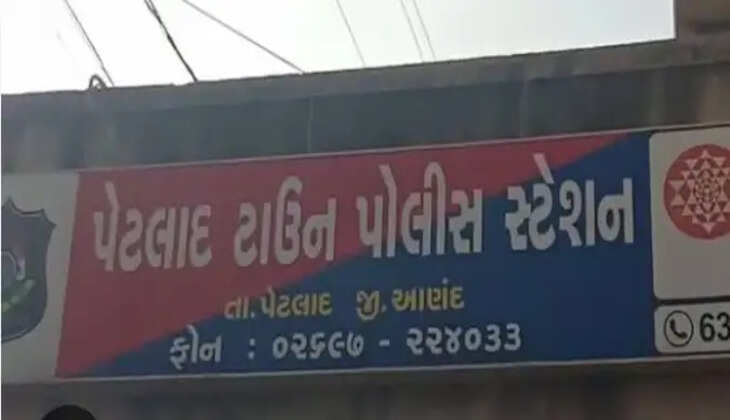 પેટલાદ ટાઉન પોલીસ સ્ટેશન
તા.પેટલાદ જી.આણંદ
ફોન : ૦૨૬૯૭ - ૨૨૪૦૩૩
63